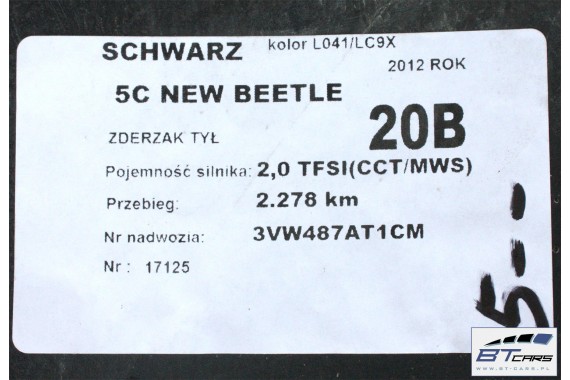 SCHWARZ kolor L041/LC9X
2012 ROK
5C NEW BEETLE
ZDERZAK TYŁ 20B
Pojemność silnika: 2,0 TFSI(CCT/MWS)
Przebieg: 2.278 km
Nr nadwozia: 3VW487AT1CM
Nr: 17125
5--
BTCARS
WWW.BT-CARS.PL